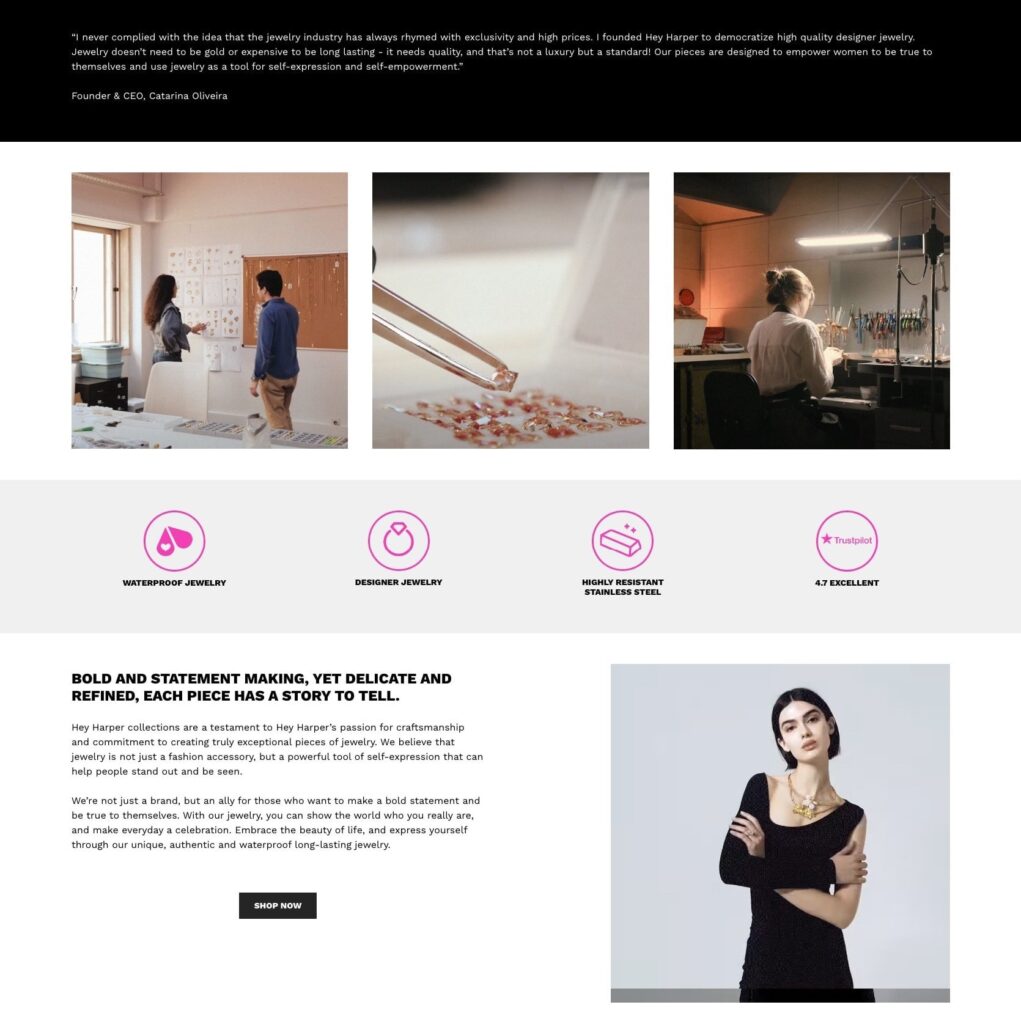 “I never complied with the idea that the jewelry industry has always rhymed with exclusivity and high prices. I founded Hey Harper to democratize high quality designer jewelry.
Jewelry doesn’t need to be gold or expensive to be long lasting - it needs quality, and that’s not a luxury but a standard! Our pieces are designed to empower women to be true to
themselves and use jewelry as a tool for self-expression and self-empowerment.”
Founder & CEO, Catarina Oliveira
Trustpilot
WATERPROOF JEWELRY
DESIGNER JEWELRY
HIGHLY RESISTANT
STAINLESS STEEL
4.7 EXCELLENT
BOLD AND STATEMENT MAKING, YET DELICATE AND
REFINED, EACH PIECE HAS A STORY TO TELL.
Hey Harper collections are a testament to Hey Harper’s passion for craftsmanship
and commitment to creating truly exceptional pieces of jewelry. We believe that
jewelry is not just a fashion accessory, but a powerful tool of self-expression that can
help people stand out and be seen.
We’re not just a brand, but an ally for those who want to make a bold statement and
be true to themselves. With our jewelry, you can show the world who you really are,
and make everyday a celebration. Embrace the beauty of life, and express yourself
through our unique, authentic and waterproof long-lasting jewelry.
SHOP NOW